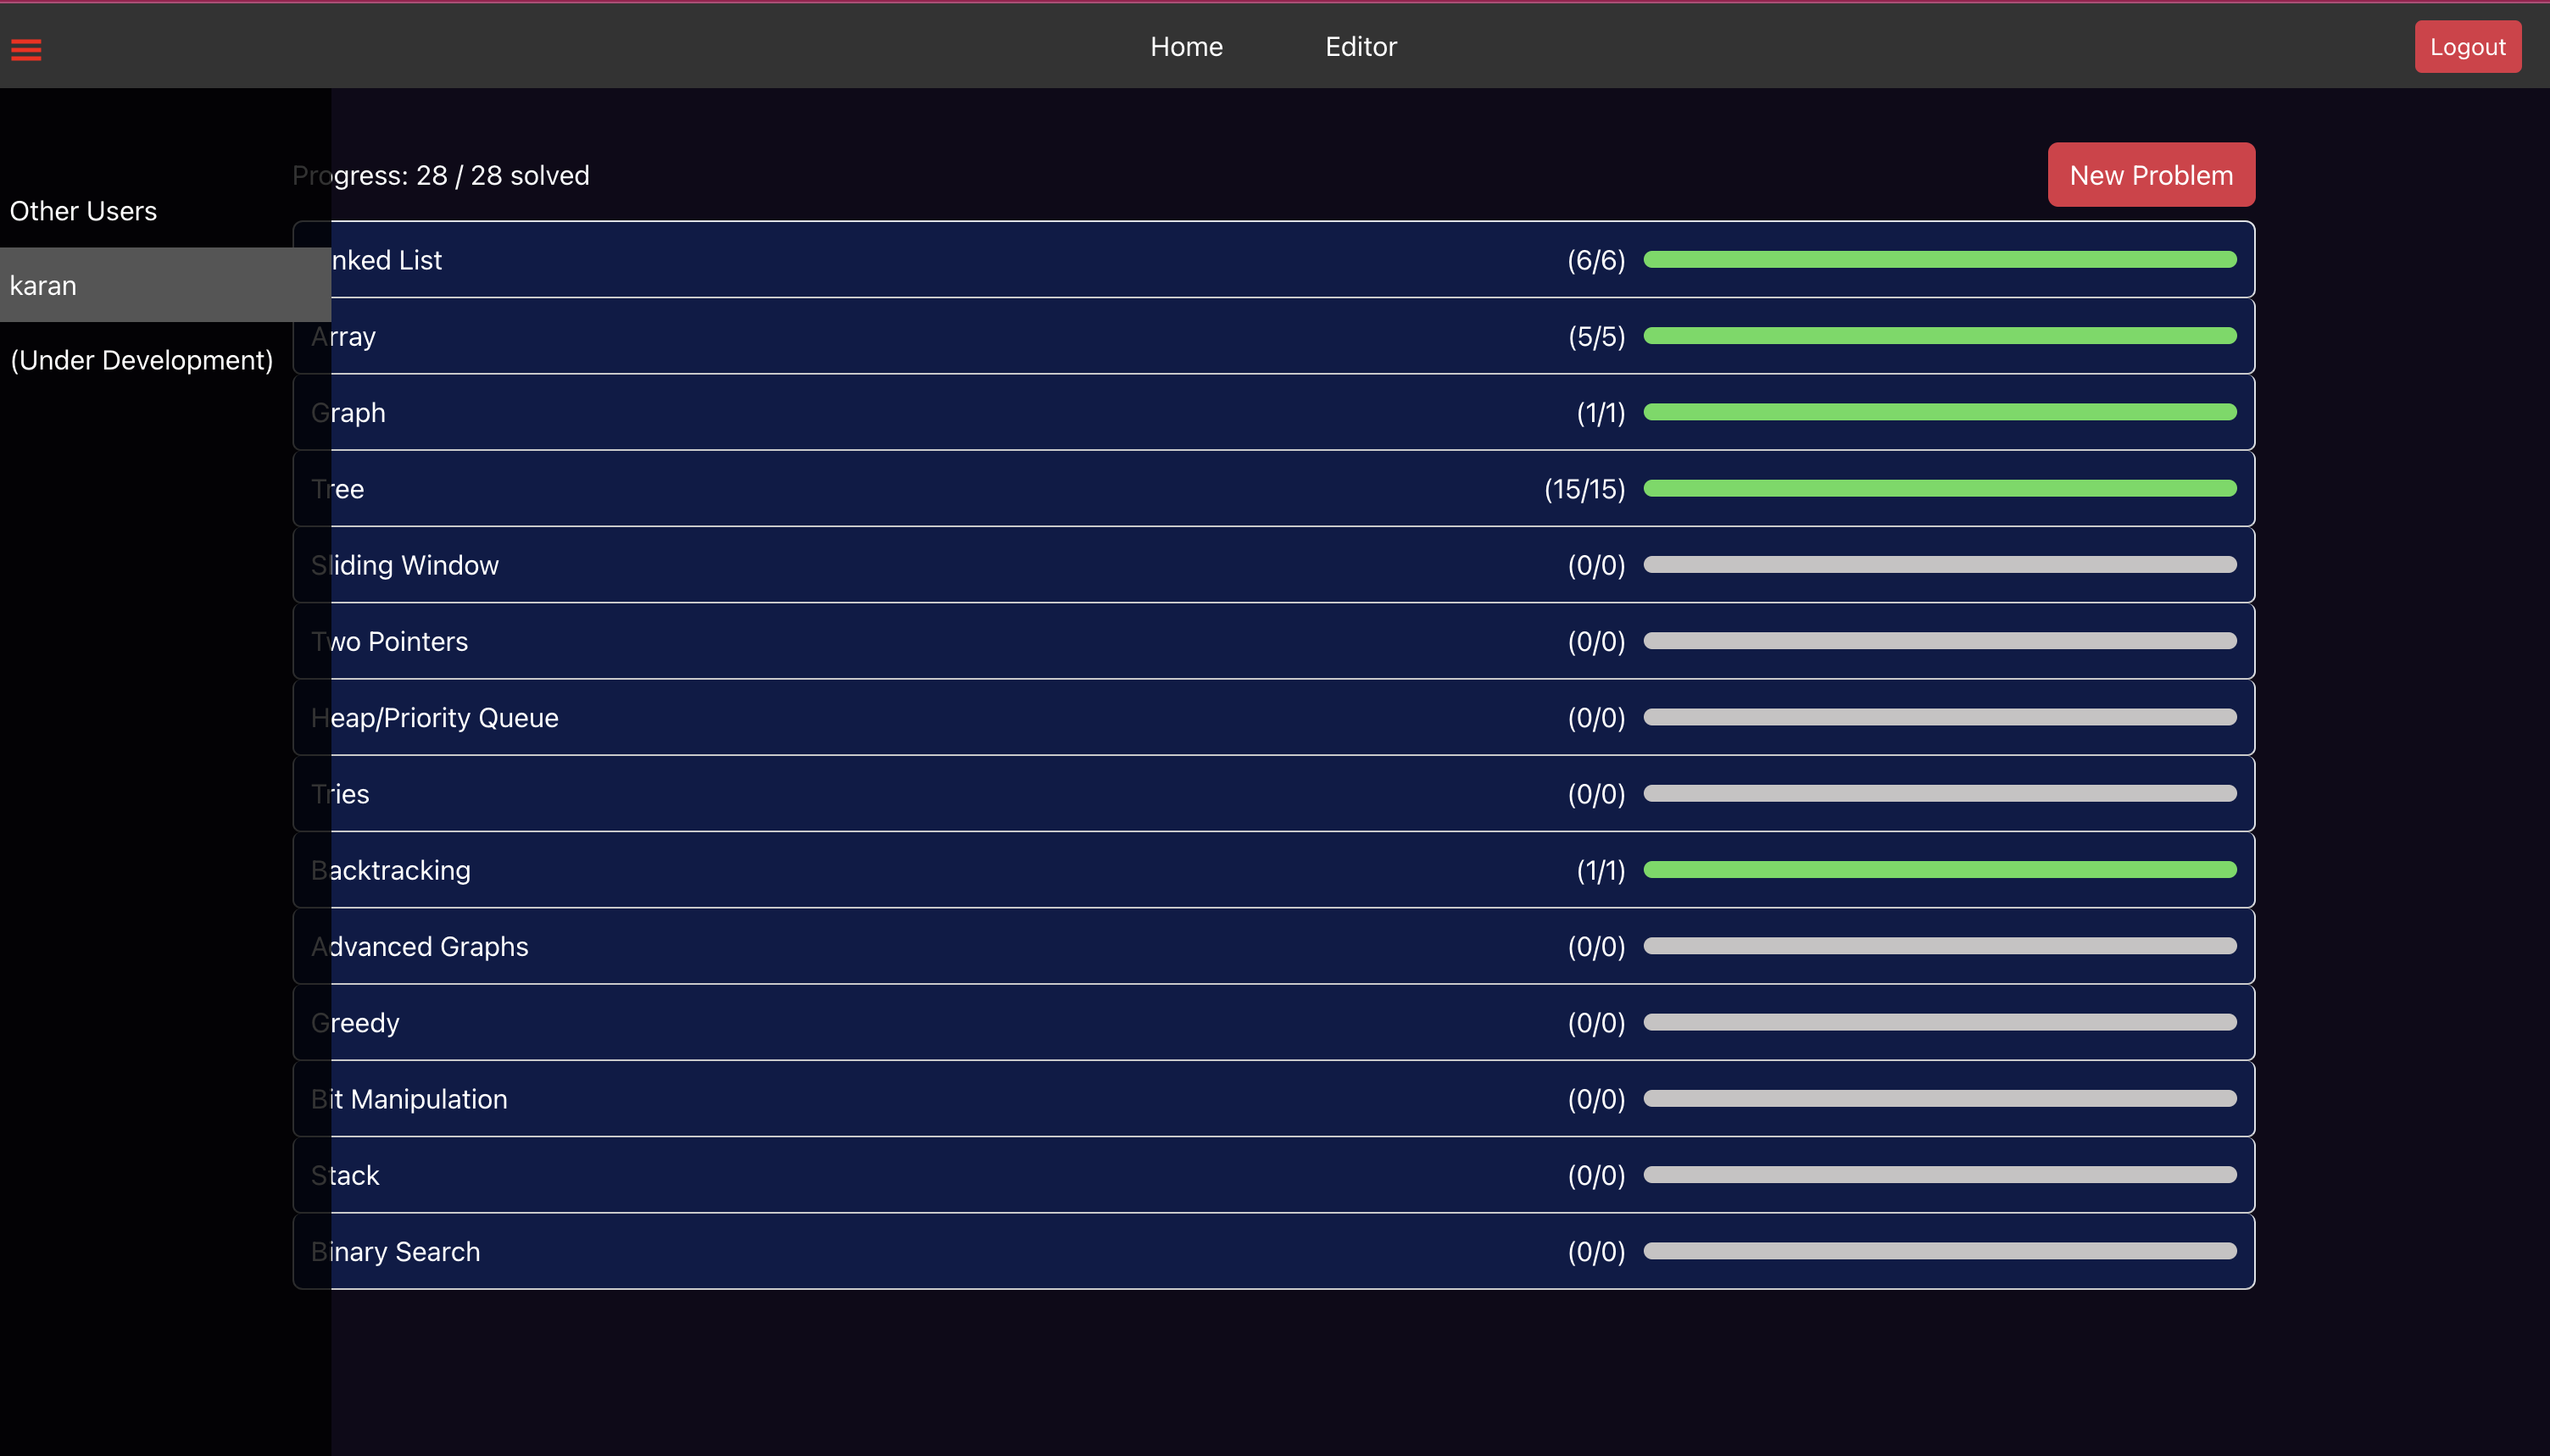 Home Editor Logout
Progress: 28 / 28 solved New Problem
Other Users
nked List (6/6)
karan
Array (5/5)
(Under Development)
Graph (1/1)
Tree (15/15)
Sliding Window (0/0)
Two Pointers (0/0)
Heap/Priority Queue (0/0)
Tries (0/0)
Backtracking (1/1)
Advanced Graphs (0/0)
Greedy (0/0)
Bit Manipulation (0/0)
Stack (0/0)
Binary Search (0/0)